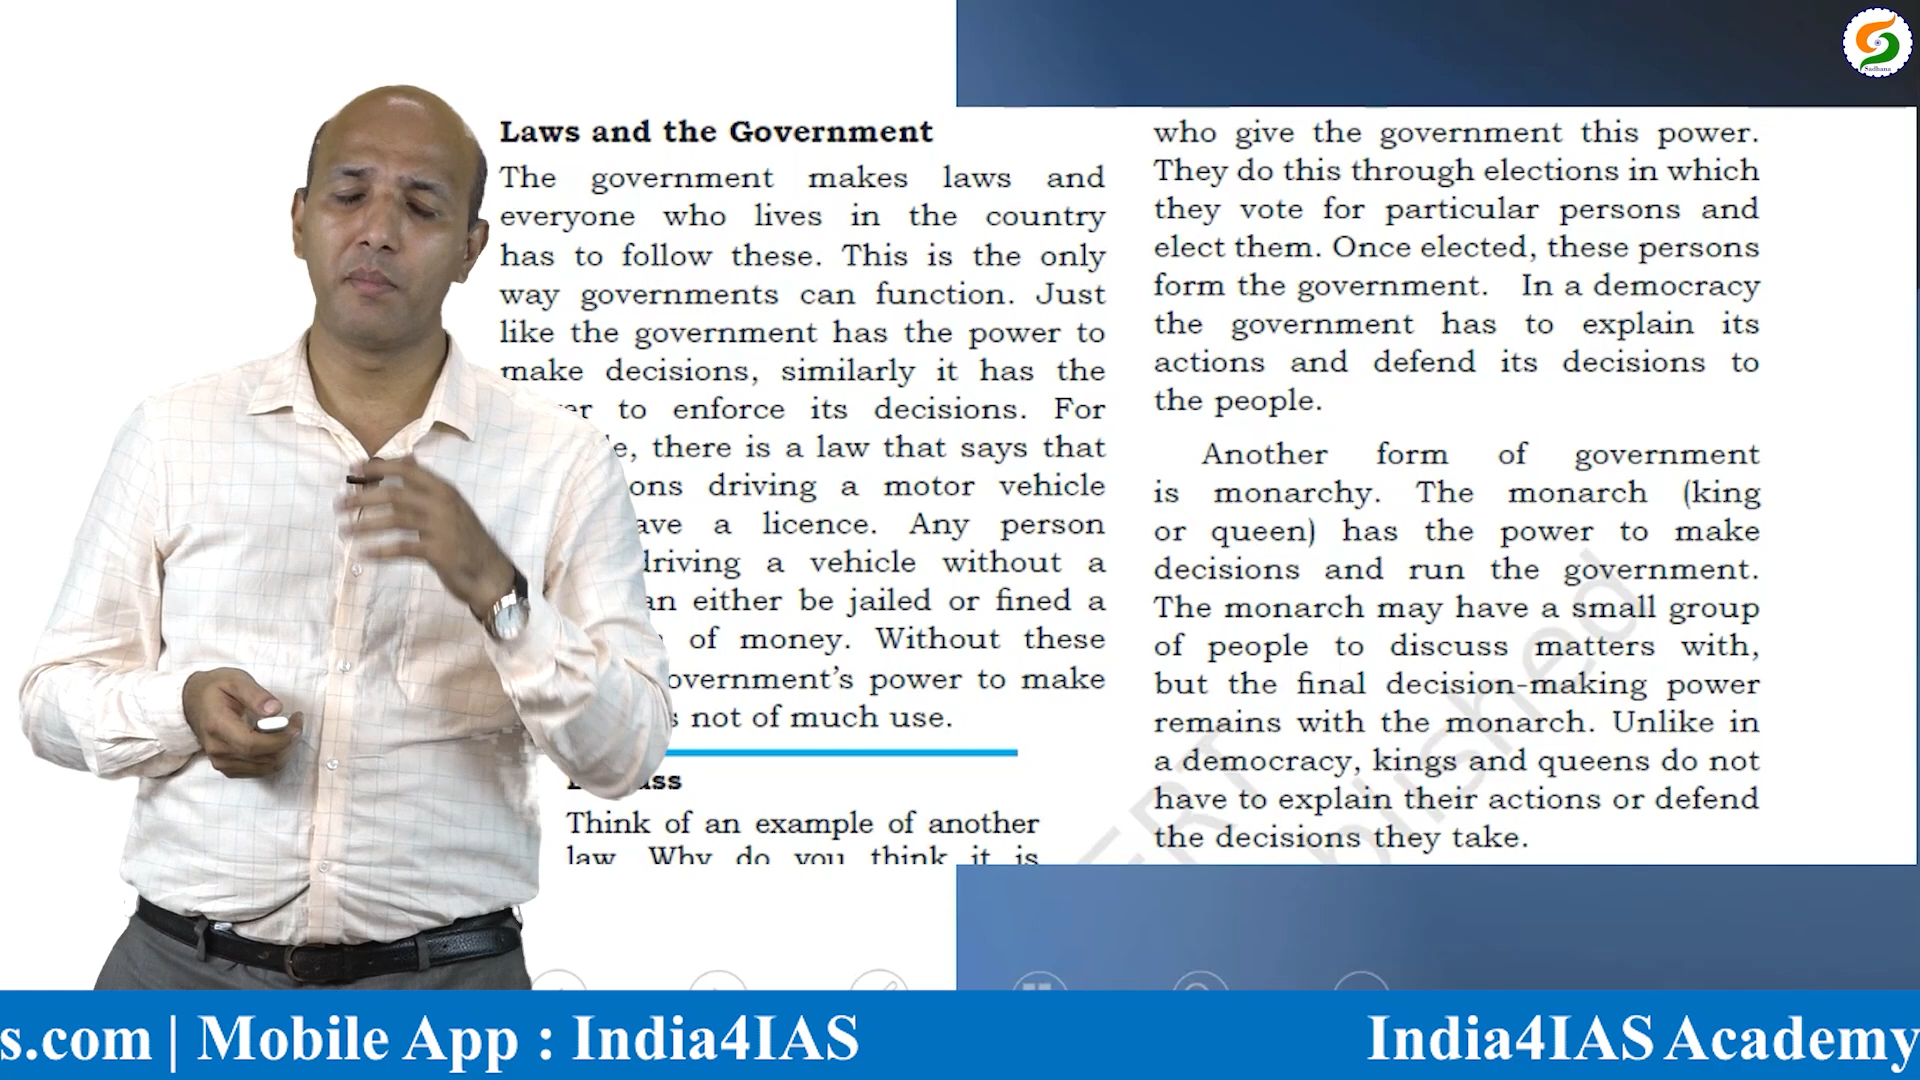 Sadhana
Laws and the Government
The government makes laws and
everyone who lives in the country
has to follow these. This is the only
way governments can function. Just
like the government has the power to
make decisions, similarly it has the
to enforce its decisions. For
there is a law that says that
driving a motor vehicle
a licence. Any person
driving a vehicle without a
either be jailed or fined a
of money. Without these
government's power to make
not of much use.
Think of an example of another
law. Why do you think it is
who give the government this power.
They do this through elections in which
they vote for particular persons and
elect them. Once elected, these persons
form the government. In a democracy
the government has to explain its
actions and defend its decisions to
the people.
Another form of government
is monarchy. The monarch (king
or queen) has the power to make
decisions and run the government.
The monarch may have a small group
of people to discuss matters with,
but the final decision-making power
remains with the monarch. Unlike in
a democracy, kings and queens do not
have to explain their actions or defend
the decisions they take.
s.com | Mobile App : India4IAS
India4IAS Academy